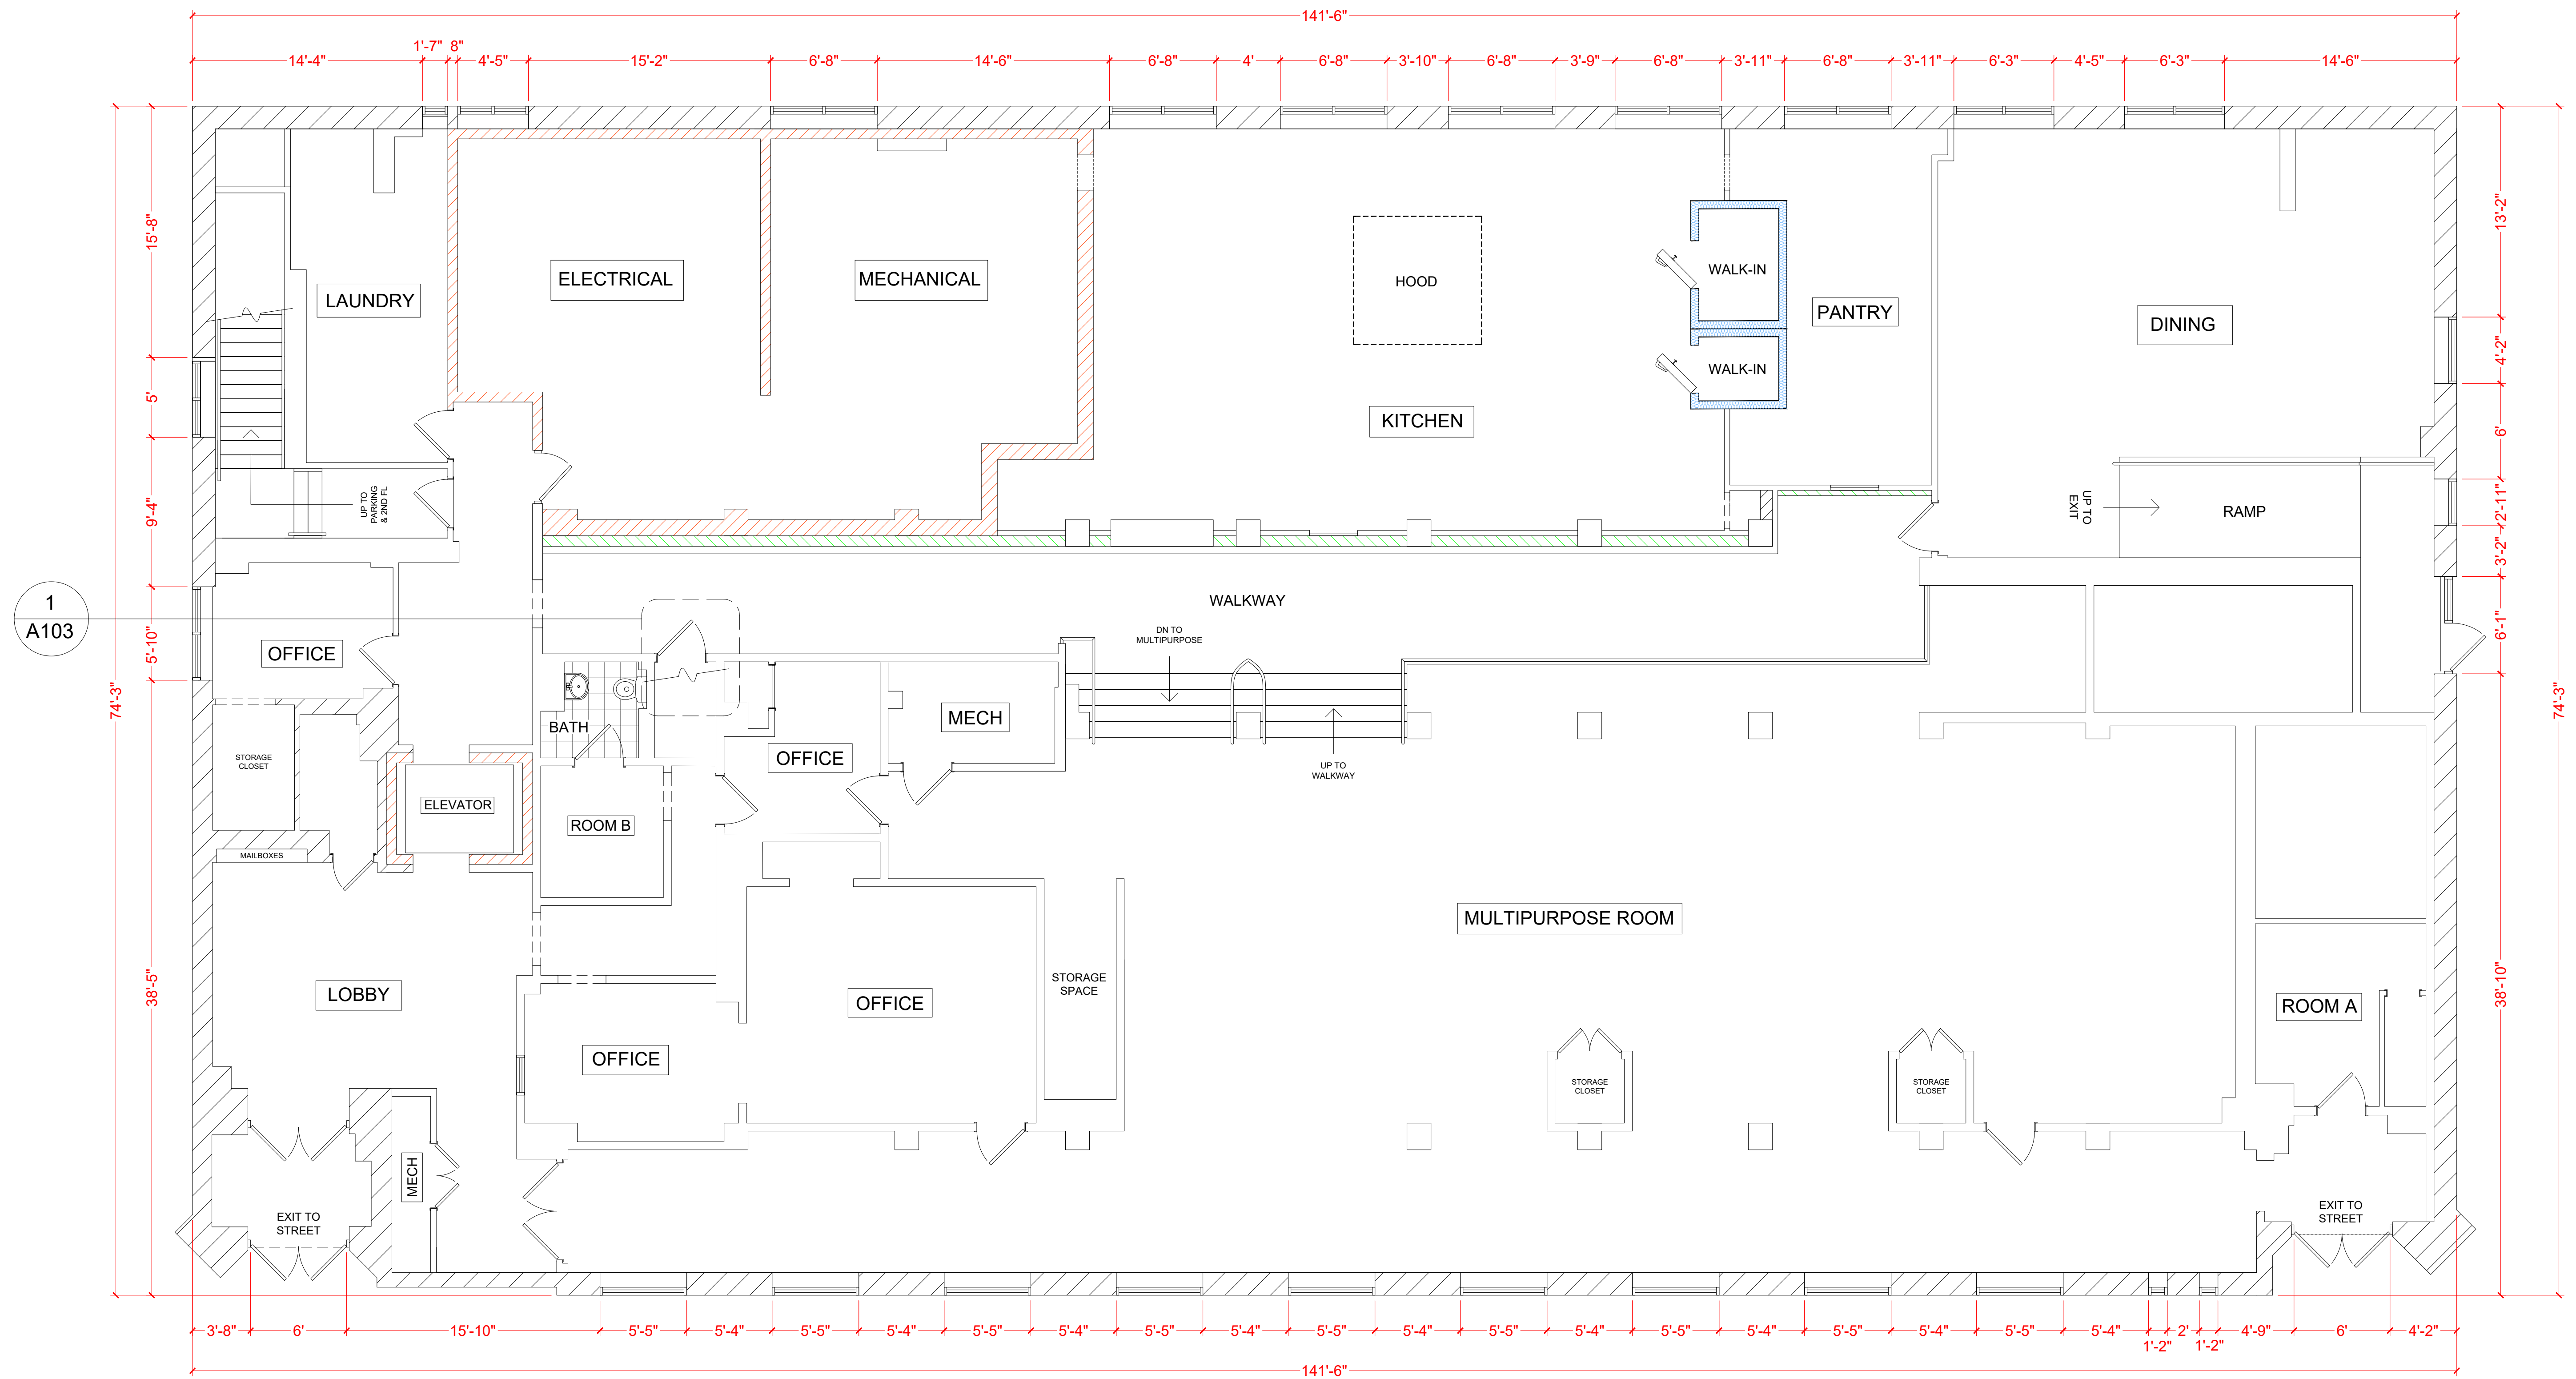 141'-6"
1'-7" 8"
14'-4" 4'-5" 15'-2" 6'-8" 14'-6" 6'-8" 4' 6'-8" 3'-10" 6'-8" 3'-9" 6'-8" 3'-11" 6'-8" 3'-11" 6'-3" 4'-5" 6'-3" 14'-6"
15'-8"
13'-2"
WALK-IN
ELECTRICAL
MECHANICAL
HOOD
LAUNDRY
PANTRY
DINING
4'-2"
WALK-IN
5'
KITCHEN
6'
9'-4"
UP TO
PARKING
& 2ND FL
UP TO
EXIT
RAMP
2'-11"
3'-2"
1
A103
WALKWAY
6'-1"
DN TO
MULTIPURPOSE
5'-10"
OFFICE
74'-3"
74'-3"
BATH
MECH
STORAGE
CLOSET
OFFICE
UP TO
WALKWAY
ELEVATOR
ROOM B
MAILBOXES
MULTIPURPOSE ROOM
38'-5"
38'-10"
LOBBY
STORAGE
SPACE
OFFICE
ROOM A
OFFICE
STORAGE
CLOSET
STORAGE
CLOSET
MECH
EXIT TO
STREET
EXIT TO
STREET
3'-8" 6' 15'-10" 5'-5" 5'-4" 5'-5" 5'-4" 5'-5" 5'-4" 5'-5" 5'-4" 5'-5" 5'-4" 5'-5" 5'-4" 5'-5" 5'-4" 5'-5" 5'-4" 5'-5" 5'-4" 2' 4'-9" 6' 4'-2"
1'-2" 1'-2"
141'-6"